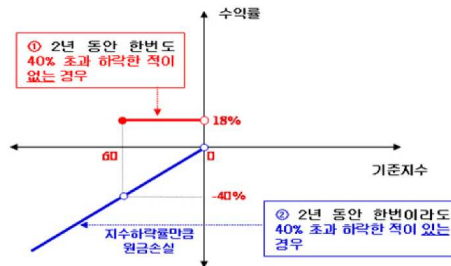 수익률
① 2년 동안 한번도
40% 초과 하락한 적이
없는 경우
18%
60
0
기준지수
-40%
지수하락률만큼
원금손실
② 2년 동안 한번이라도
40% 초과 하락한 적이 있는
경우